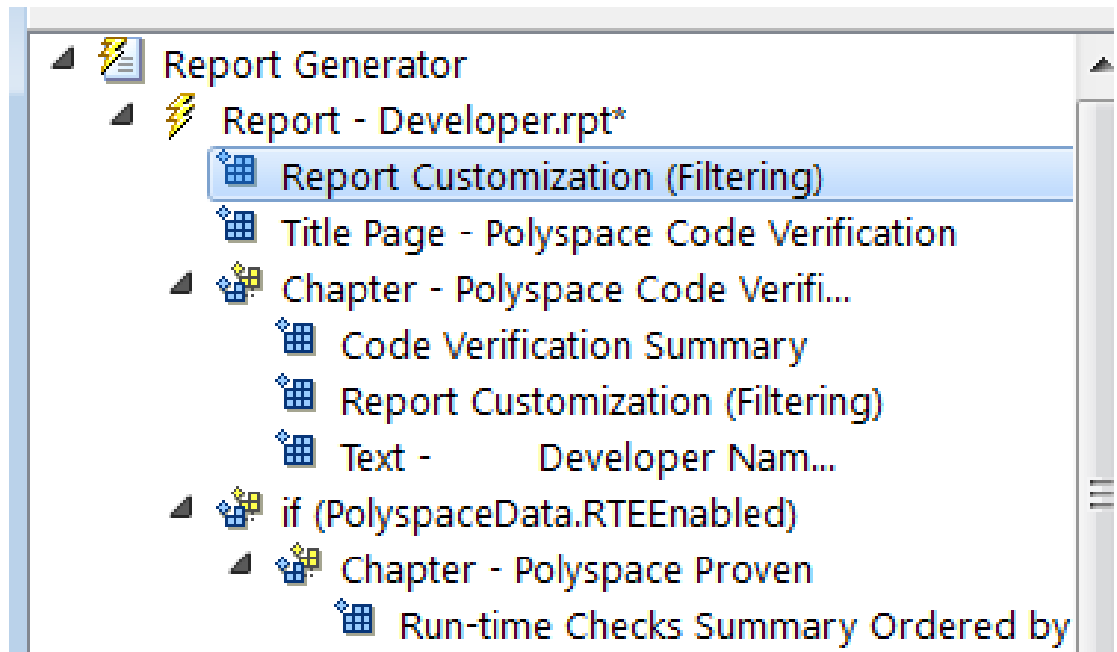 Report Generator
Report - Developer.rpt*
Report Customization (Filtering)
Title Page - Polyspace Code Verification
Chapter - Polyspace Code Verifi...
Code Verification Summary
Report Customization (Filtering)
Text -        Developer Nam...
if (PolyspaceData.RTEEnabled)
Chapter - Polyspace Proven
Run-time Checks Summary Ordered by